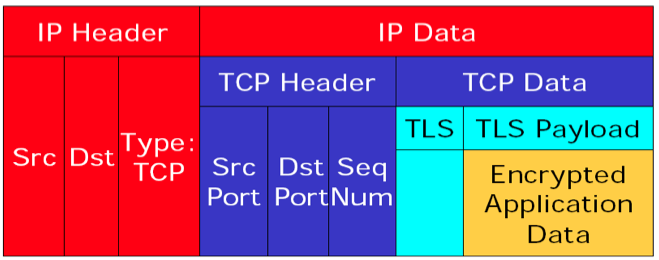 IP Header
IP Data
TCP Header
TCP Data
TLS
TLS Payload
Src
Dst
Type:
TCP
Src
Port
Dst
Port
Seq
Num
Encrypted
Application
Data